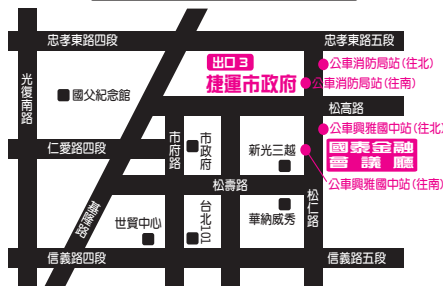 忠孝東路四段
忠孝東路五段
出口3
捷運市政府
公車消防局站(往北)
公車消防局站(往南)
光復南路
國父紀念館
松高路
公車興雅國中站(往北)
仁愛路四段
市府路
市政府
新光三越
國泰金融
會議廳
松壽路
松仁路
公車興雅國中站(往南)
基隆路
世貿中心
台北101
華納威秀
信義路四段
信義路五段